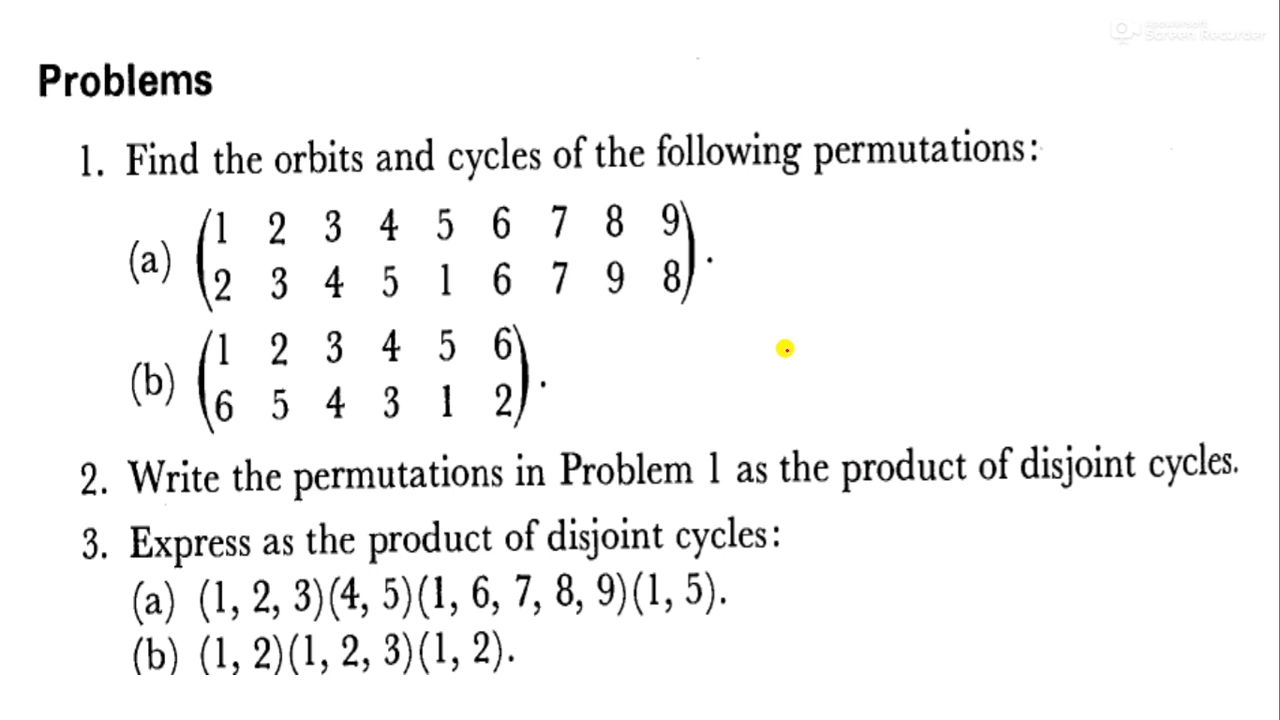 Apowersoft
Screen Recorder
Problems
1. Find the orbits and cycles of the following permutations:
(a) (1 2 3 4 5 6 7 8 9
2 3 4 5 1 6 7 9 8).
(b) (1 2 3 4 5 6
6 5 4 3 1 2).
2. Write the permutations in Problem 1 as the product of disjoint cycles.
3. Express as the product of disjoint cycles:
(a) (1, 2, 3)(4, 5)(1, 6, 7, 8, 9)(1, 5).
(b) (1, 2)(1, 2, 3)(1, 2).